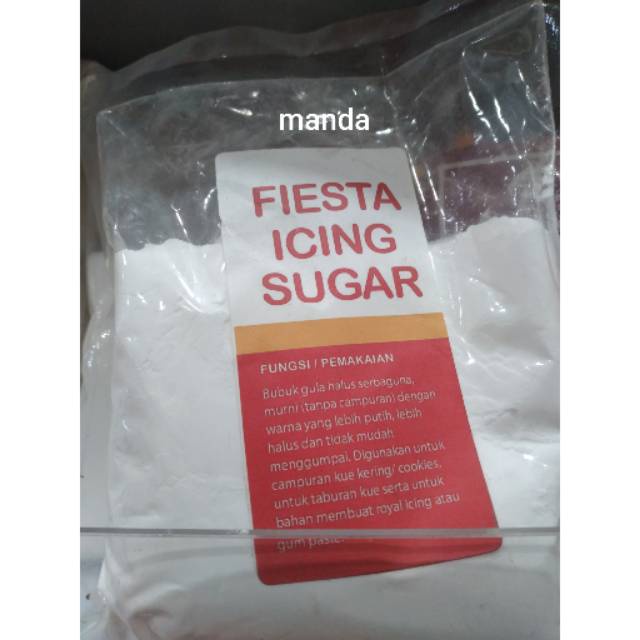 manda
FIESTA
ICING
SUGAR
FUNGSI / PEMAKAIAN
Bubuk gula halus serbaguna,
murni (tanpa campuran) dengan
warna yang lebih putih, lebih
halus dan tidak mudah
menggumpal. Digunakan untuk
campuran kue kering/ cookies,
untuk taburan kue serta untuk
bahan membuat royal icing atau
gum paste.